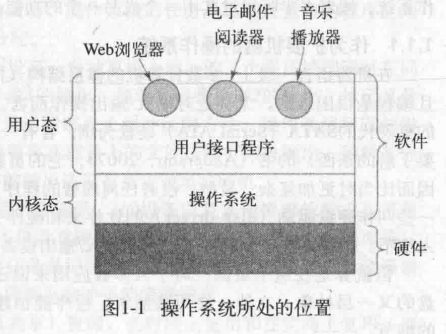 电子邮件 音乐
Web浏览器 阅读器 播放器
用户态 用户接口程序 软件
内核态 操作系统
硬件
图1-1 操作系统所处的位置